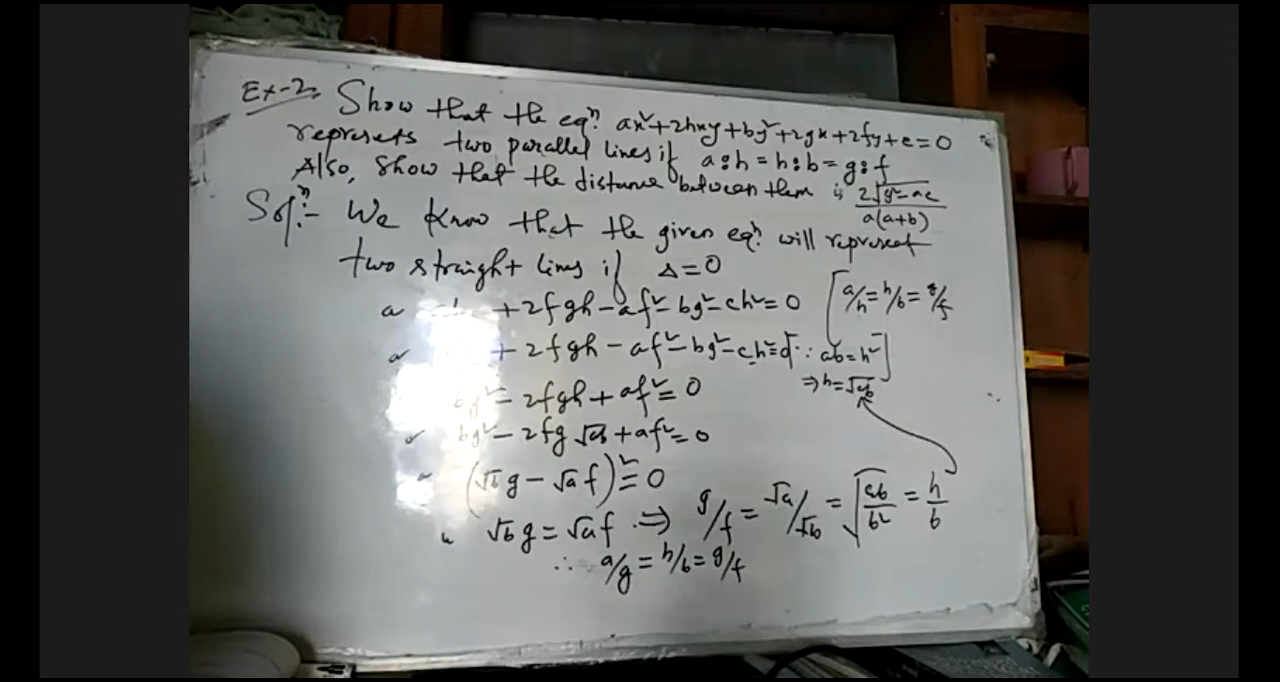 Ex-2. Show that the eqⁿ. ax²+2hxy+by²+2gx+2fy+c=0
represets two parallel lines if a:h = h:b = g:f
Also, show that the distance between them is 2√(g²-ac)/a(a+b)
Solⁿ:- We know that the given eqⁿ. will represent
two straight lines if Δ=0
+2fgh-af²-bg²-ch²=0 [a/h=h/b=g/f
+2fgh-af²-bg²-ch²=0 ∵ ab=h²]
⇒h=√ab
bg²-2fgh+af²=0
bg²-2fg√ab+af²=0
(√b g-√a f)²=0
√b g=√a f ⇒ g/f=√a/√b=√(ab/b²)=h/b
∴ a/g=h/b=g/f